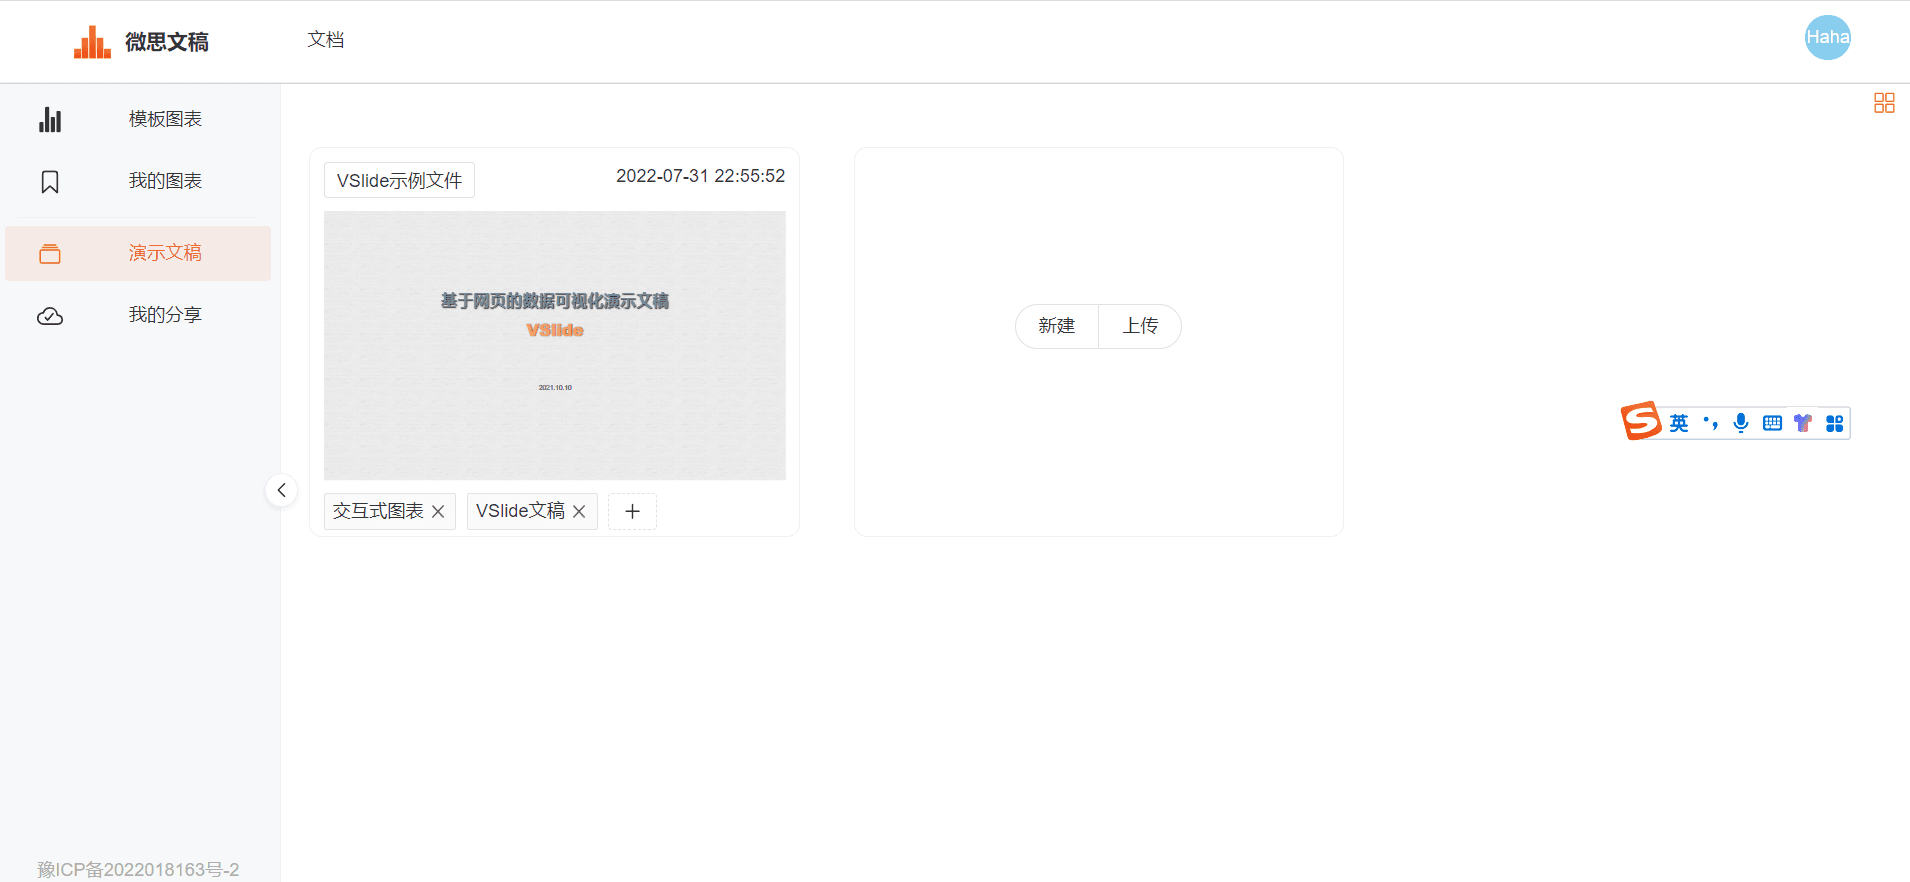 微思文稿
文档
Haha
模板图表
我的图表
演示文稿
我的分享
VSlide示例文件
2022-07-31 22:55:52
基于网页的数据可视化演示文稿
VSlide
2021.10.10
交互式图表
VSlide文稿
新建
上传
英
豫ICP备2022018163号-2